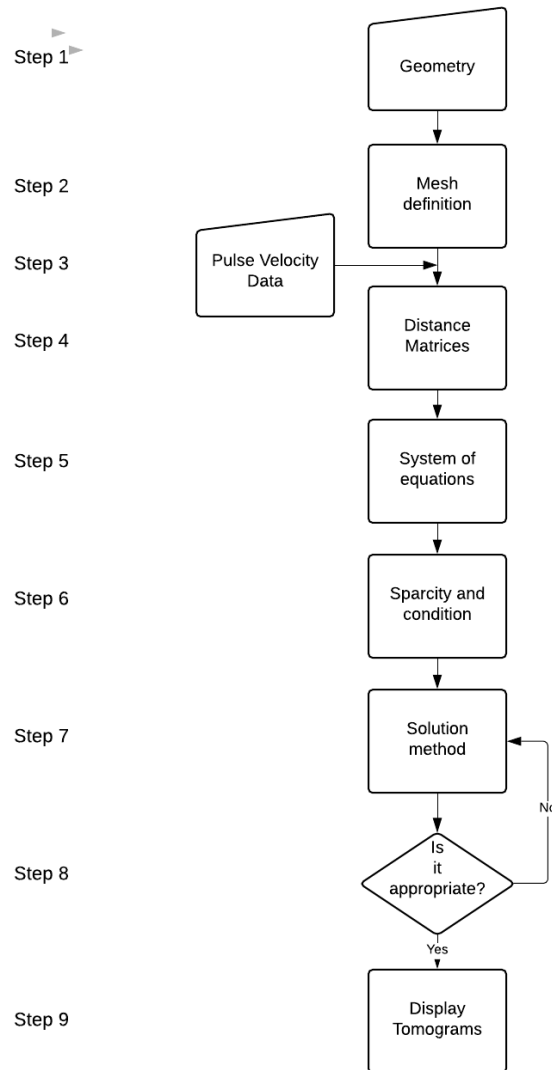 Step 1
Geometry
Step 2
Mesh
definition
Step 3
Pulse Velocity
Data
Step 4
Distance
Matrices
Step 5
System of
equations
Step 6
Sparcity and
condition
Step 7
Solution
method
No
Step 8
Is
it
appropriate?
Yes
Step 9
Display
Tomograms